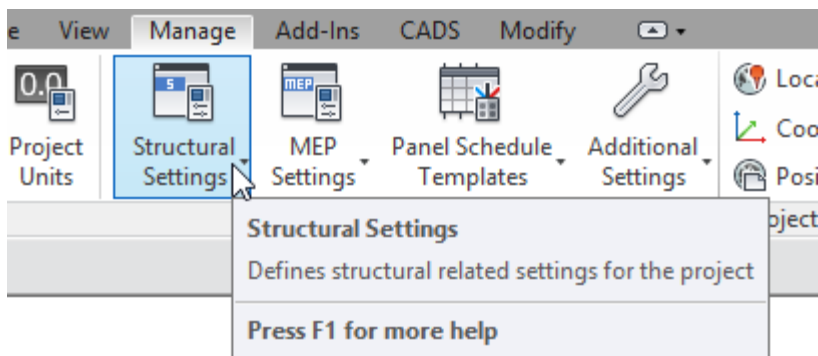 View Manage Add-Ins CADS Modify
0.0
S
MEP
Project Units
Structural Settings
MEP Settings
Panel Schedule Templates
Additional Settings
Structural Settings
Defines structural related settings for the project
Press F1 for more help